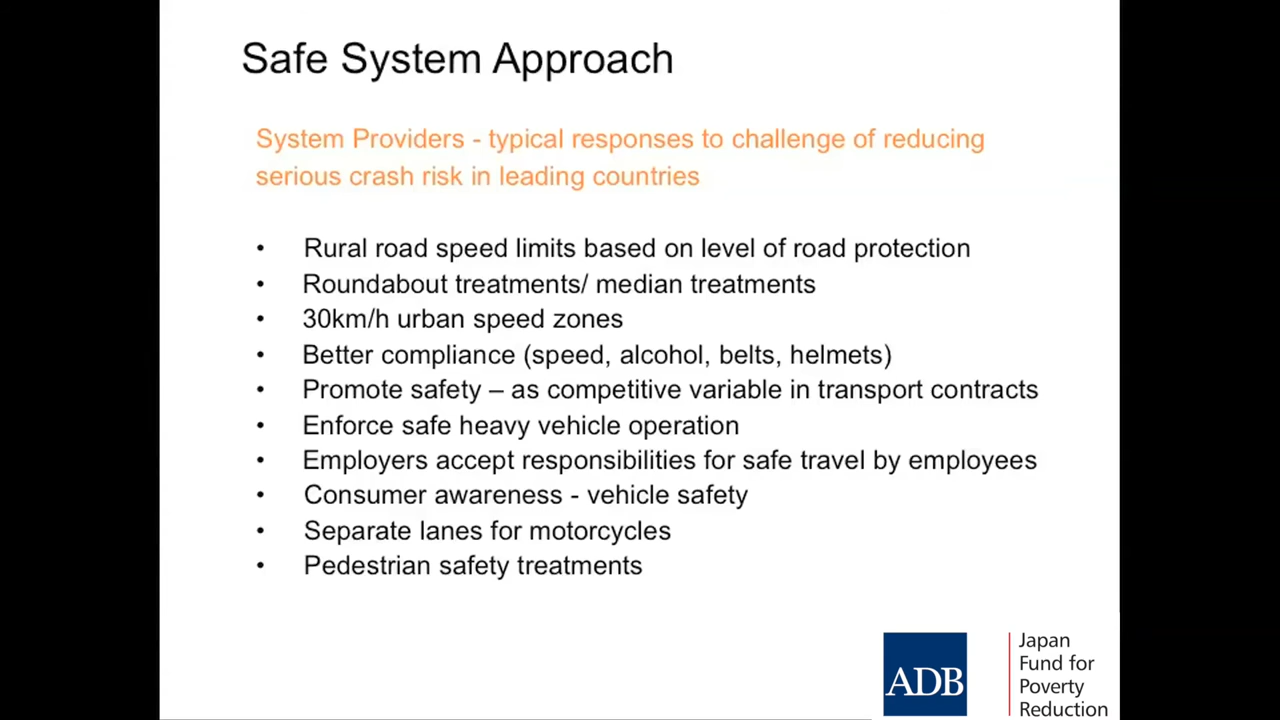 Safe System Approach
System Providers - typical responses to challenge of reducing
serious crash risk in leading countries
• Rural road speed limits based on level of road protection
• Roundabout treatments/ median treatments
• 30km/h urban speed zones
• Better compliance (speed, alcohol, belts, helmets)
• Promote safety – as competitive variable in transport contracts
• Enforce safe heavy vehicle operation
• Employers accept responsibilities for safe travel by employees
• Consumer awareness - vehicle safety
• Separate lanes for motorcycles
• Pedestrian safety treatments
ADB
Japan
Fund for
Poverty
Reduction